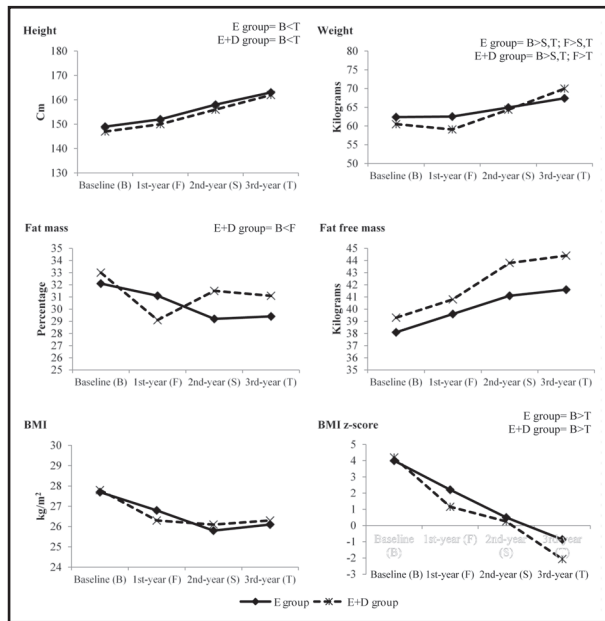 Height
E group= B<T
E+D group= B<T
Cm
180
170
160
150
140
130
Baseline (B) 1st-year (F) 2nd-year (S) 3rd-year (T)
Weight
E group= B>S,T; F>S,T
E+D group= B>S,T; F>T
Kilograms
80
75
70
65
60
55
50
Baseline (B) 1st-year (F) 2nd-year (S) 3rd-year (T)
Fat mass
E+D group= B<F
Percentage
35
34
33
32
31
30
29
28
27
26
25
Baseline (B) 1st-year (F) 2nd-year (S) 3rd-year (T)
Fat free mass
Kilograms
45
44
43
42
41
40
39
38
37
36
Baseline (B) 1st-year (F) 2nd-year (S) 3rd-year (T)
BMI
kg/m²
30
29
28
27
26
25
24
Baseline (B) 1st-year (F) 2nd-year (S) 3rd-year (T)
BMI z-score
E group= B>T
E+D group= B>T
5
4
3
2
1
0
-1
-2
-3
Baseline 1st-year (F) 2nd-year 3rd-year
(B) (S)
E group E+D group